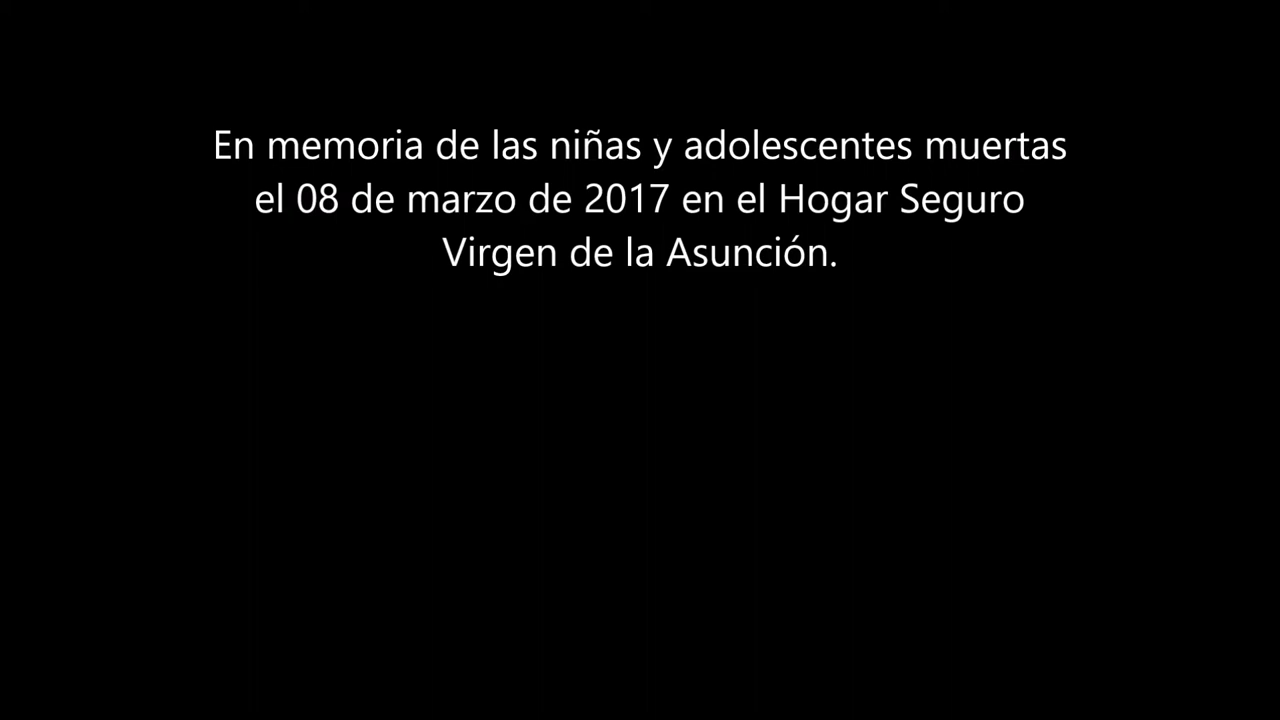 En memoria de las niñas y adolescentes muertas
el 08 de marzo de 2017 en el Hogar Seguro
Virgen de la Asunción.